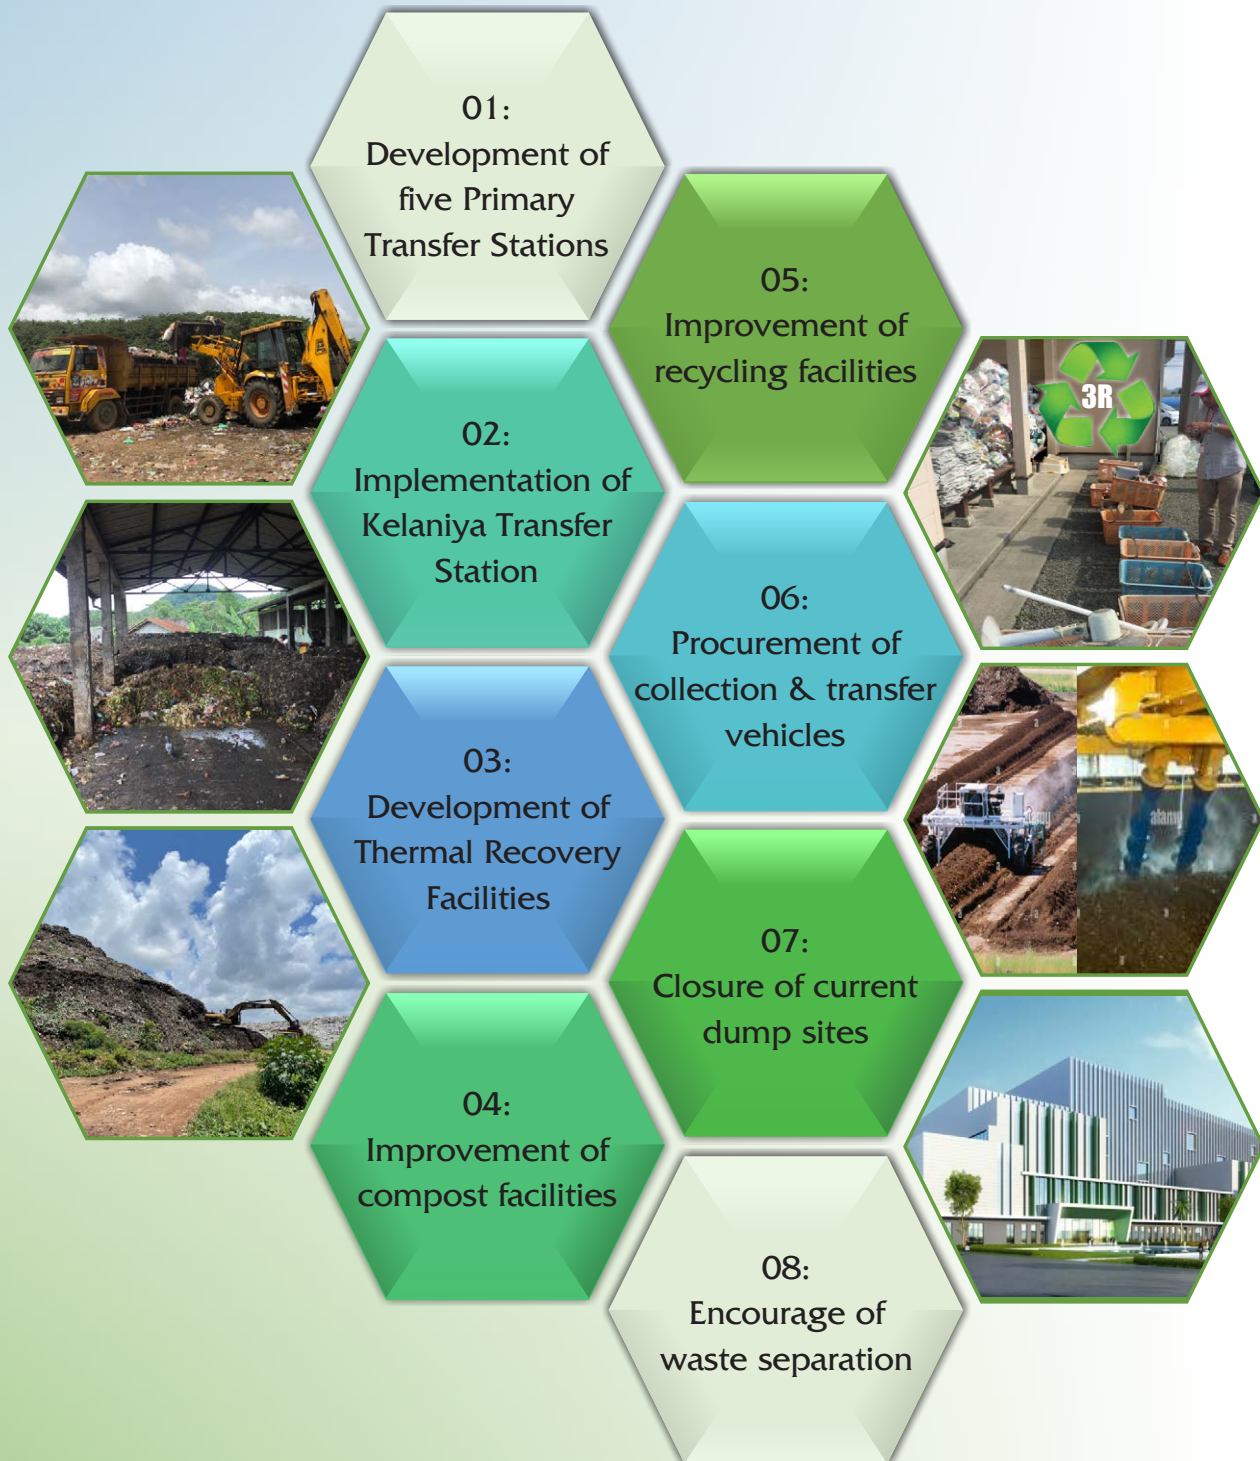 01:
Development of
five Primary
Transfer Stations
02:
Implementation of
Kelaniya Transfer
Station
03:
Development of
Thermal Recovery
Facilities
04:
Improvement of
compost facilities
05:
Improvement of
recycling facilities
3R
06:
Procurement of
collection & transfer
vehicles
alamy
07:
Closure of current
dump sites
08:
Encourage of
waste separation